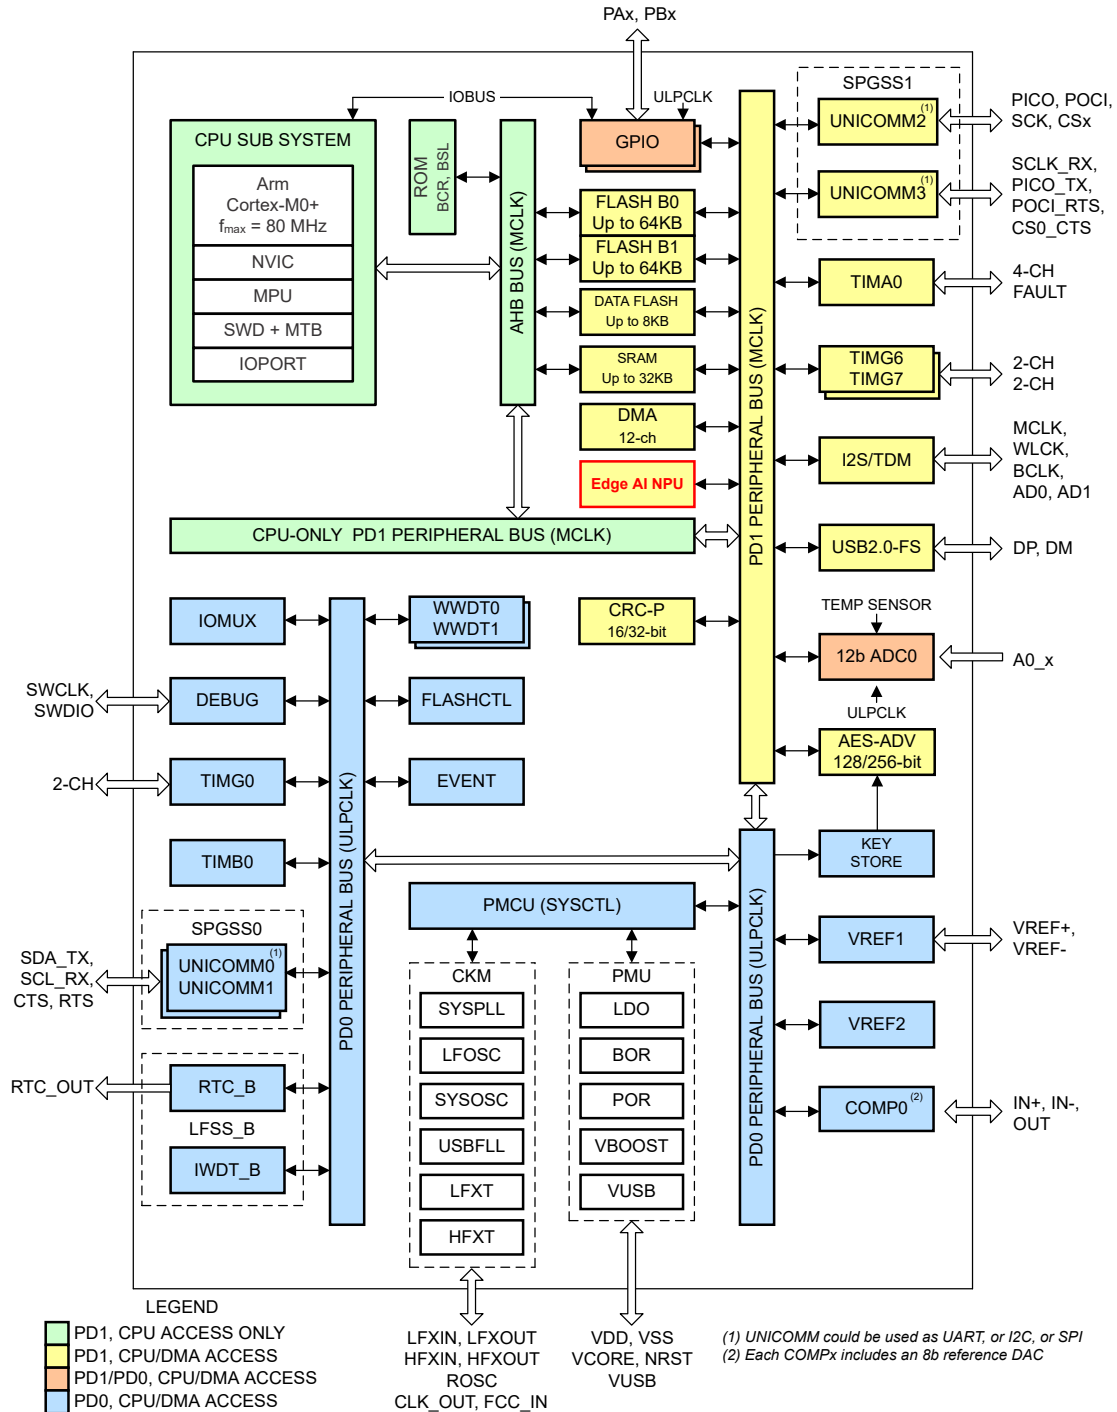 PAx, PBx
IOBUS
ULPCLK
CPU SUB SYSTEM
Arm
Cortex-M0+
fmax = 80 MHz
NVIC
MPU
SWD + MTB
IOPORT
ROM
BCR, BSL
AHB BUS (MCLK)
GPIO
FLASH B0
Up to 64KB
FLASH B1
Up to 64KB
DATA FLASH
Up to 8KB
SRAM
Up to 32KB
DMA
12-ch
Edge AI NPU
CPU-ONLY PD1 PERIPHERAL BUS (MCLK)
PD1 PERIPHERAL BUS (MCLK)
SPGSS1
UNICOMM2 (1)
UNICOMM3 (1)
PICO, POCI,
SCK, CSx
SCLK_RX,
PICO_TX,
POCI_RTS,
CS0_CTS
TIMA0
4-CH
FAULT
TIMG6
TIMG7
2-CH
2-CH
I2S/TDM
MCLK,
WLCK,
BCLK,
AD0, AD1
USB2.0-FS
DP, DM
TEMP SENSOR
12b ADC0
A0_x
ULPCLK
AES-ADV
128/256-bit
KEY
STORE
CRC-P
16/32-bit
IOMUX
WWDT0
WWDT1
SWCLK,
SWDIO
DEBUG
FLASHCTL
2-CH
TIMG0
EVENT
TIMB0
PD0 PERIPHERAL BUS (ULPCLK)
SPGSS0
SDA_TX,
SCL_RX,
CTS, RTS
UNICOMM0 (1)
UNICOMM1
RTC_OUT
RTC_B
LFSS_B
IWDT_B
PMCU (SYSCTL)
CKM
SYSPLL
LFOSC
SYSOSC
USBFLL
LFXT
HFXT
PMU
LDO
BOR
POR
VBOOST
VUSB
PD0 PERIPHERAL BUS (ULPCLK)
VREF1
VREF+,
VREF-
VREF2
COMP0 (2)
IN+, IN-,
OUT
LEGEND
PD1, CPU ACCESS ONLY
PD1, CPU/DMA ACCESS
PD1/PD0, CPU/DMA ACCESS
PD0, CPU/DMA ACCESS
LFXIN, LFXOUT
HFXIN, HFXOUT
ROSC
CLK_OUT, FCC_IN
VDD, VSS
VCORE, NRST
VUSB
(1) UNICOMM could be used as UART, or I2C, or SPI
(2) Each COMPx includes an 8b reference DAC